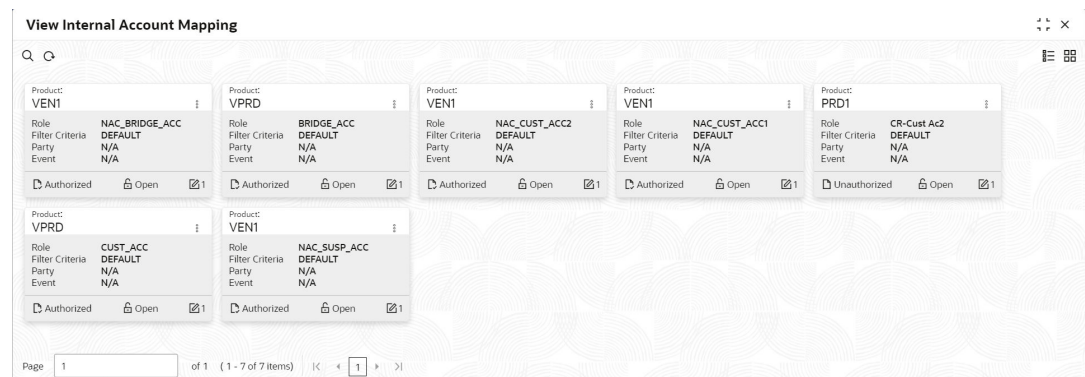 View Internal Account Mapping
Product:
VEN1
Role NAC_BRIDGE_ACC
Filter Criteria DEFAULT
Party N/A
Event N/A
Authorized Open 1
Product:
VPRD
Role BRIDGE_ACC
Filter Criteria DEFAULT
Party N/A
Event N/A
Authorized Open 1
Product:
VEN1
Role NAC_CUST_ACC2
Filter Criteria DEFAULT
Party N/A
Event N/A
Authorized Open 1
Product:
VEN1
Role NAC_CUST_ACC1
Filter Criteria DEFAULT
Party N/A
Event N/A
Authorized Open 1
Product:
PRD1
Role CR-Cust Ac2
Filter Criteria DEFAULT
Party N/A
Event N/A
Unauthorized Open 1
Product:
VPRD
Role CUST_ACC
Filter Criteria DEFAULT
Party N/A
Event N/A
Authorized Open 1
Product:
VEN1
Role NAC_SUSP_ACC
Filter Criteria DEFAULT
Party N/A
Event N/A
Authorized Open 1
Page 1 of 1 (1 - 7 of 7 items) 1